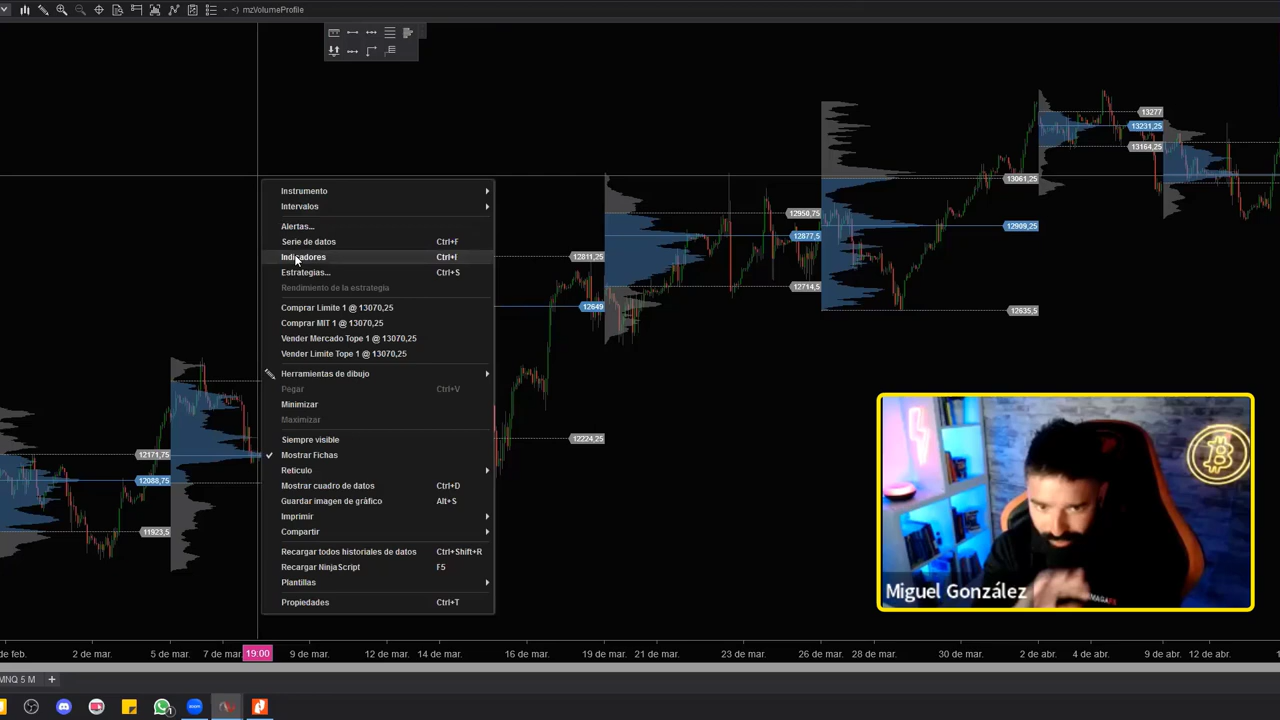 mzVolumeProfile
13277
13231,25
13164,25
13061,25
12950,75
12909,25
12877,5
12811,25
12714,5
12649
12635,5
12224,25
12171,75
12088,75
11923,5
Instrumento
Intervalos
Alertas...
Serie de datos Ctrl+F
Indicadores Ctrl+I
Estrategias... Ctrl+S
Rendimiento de la estrategia
Comprar Limite 1 @ 13070,25
Comprar MIT 1 @ 13070,25
Vender Mercado Tope 1 @ 13070,25
Vender Limite Tope 1 @ 13070,25
Herramientas de dibujo
Pegar Ctrl+V
Minimizar
Maximizar
Siempre visible
Mostrar Fichas
Retículo
Mostrar cuadro de datos Ctrl+D
Guardar imagen de gráfico Alt+S
Imprimir
Compartir
Recargar todos historiales de datos Ctrl+Shift+R
Recargar NinjaScript F5
Plantillas
Propiedades Ctrl+T
Miguel González
de feb. 2 de mar. 5 de mar. 7 de mar. 19:00 9 de mar. 12 de mar. 14 de mar. 16 de mar. 19 de mar. 21 de mar. 23 de mar. 26 de mar. 28 de mar. 30 de mar. 2 de abr. 4 de abr. 9 de abr. 12 de abr.
MNQ 5 M